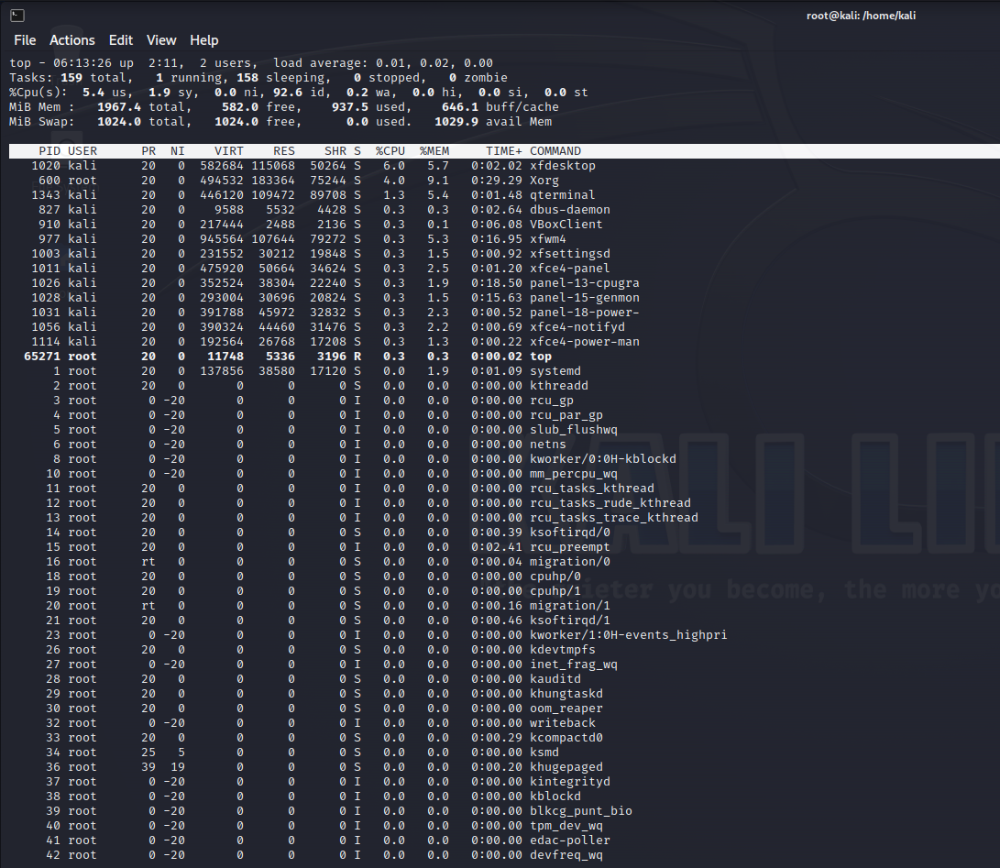 root@kali: /home/kali
File Actions Edit View Help
top - 06:13:26 up  2:11,  2 users,  load average: 0.01, 0.02, 0.00
Tasks: 159 total,   1 running, 158 sleeping,   0 stopped,   0 zombie
%Cpu(s):  5.4 us,  1.9 sy,  0.0 ni, 92.6 id,  0.2 wa,  0.0 hi,  0.0 si,  0.0 st
MiB Mem :   1967.4 total,    582.0 free,    937.5 used,    646.1 buff/cache
MiB Swap:   1024.0 total,   1024.0 free,      0.0 used.   1029.9 avail Mem
PID USER PR NI VIRT RES SHR S %CPU %MEM TIME+ COMMAND
1020 kali 20 0 582684 115068 50264 S 6.0 5.7 0:02.02 xfdesktop
600 root 20 0 494532 183364 75244 S 4.0 9.1 0:29.29 Xorg
1343 kali 20 0 446120 109472 89708 S 1.3 5.4 0:01.48 qterminal
827 kali 20 0 9588 5532 4428 S 0.3 0.3 0:02.64 dbus-daemon
910 kali 20 0 217444 2488 2136 S 0.3 0.1 0:06.08 VBoxClient
977 kali 20 0 945564 107644 79272 S 0.3 5.3 0:16.95 xfwm4
1003 kali 20 0 231552 30212 19848 S 0.3 1.5 0:00.92 xfsettingsd
1011 kali 20 0 475920 50664 34624 S 0.3 2.5 0:01.20 xfce4-panel
1026 kali 20 0 352524 38304 22240 S 0.3 1.9 0:18.50 panel-13-cpugra
1028 kali 20 0 293004 30696 20824 S 0.3 1.5 0:15.63 panel-15-genmon
1031 kali 20 0 391788 45972 32832 S 0.3 2.3 0:00.52 panel-18-power-
1056 kali 20 0 390324 44460 31476 S 0.3 2.2 0:00.69 xfce4-notifyd
1114 kali 20 0 192564 26768 17208 S 0.3 1.3 0:00.22 xfce4-power-man
65271 root 20 0 11748 5336 3196 R 0.3 0.3 0:00.02 top
1 root 20 0 137856 38580 17120 S 0.0 1.9 0:01.09 systemd
2 root 20 0 0 0 0 S 0.0 0.0 0:00.00 kthreadd
3 root 0 -20 0 0 0 I 0.0 0.0 0:00.00 rcu_gp
4 root 0 -20 0 0 0 I 0.0 0.0 0:00.00 rcu_par_gp
5 root 0 -20 0 0 0 I 0.0 0.0 0:00.00 slub_flushwq
6 root 0 -20 0 0 0 I 0.0 0.0 0:00.00 netns
8 root 0 -20 0 0 0 I 0.0 0.0 0:00.00 kworker/0:0H-kblockd
10 root 0 -20 0 0 0 I 0.0 0.0 0:00.00 mm_percpu_wq
11 root 20 0 0 0 0 I 0.0 0.0 0:00.00 rcu_tasks_kthread
12 root 20 0 0 0 0 I 0.0 0.0 0:00.00 rcu_tasks_rude_kthread
13 root 20 0 0 0 0 I 0.0 0.0 0:00.00 rcu_tasks_trace_kthread
14 root 20 0 0 0 0 S 0.0 0.0 0:00.39 ksoftirqd/0
15 root 20 0 0 0 0 I 0.0 0.0 0:02.41 rcu_preempt
16 root rt 0 0 0 0 S 0.0 0.0 0:00.04 migration/0
18 root 20 0 0 0 0 S 0.0 0.0 0:00.00 cpuhp/0
19 root 20 0 0 0 0 S 0.0 0.0 0:00.00 cpuhp/1
20 root rt 0 0 0 0 S 0.0 0.0 0:00.16 migration/1
21 root 20 0 0 0 0 S 0.0 0.0 0:00.46 ksoftirqd/1
23 root 0 -20 0 0 0 I 0.0 0.0 0:00.00 kworker/1:0H-events_highpri
26 root 20 0 0 0 0 S 0.0 0.0 0:00.00 kdevtmpfs
27 root 0 -20 0 0 0 I 0.0 0.0 0:00.00 inet_frag_wq
28 root 20 0 0 0 0 S 0.0 0.0 0:00.00 kauditd
29 root 20 0 0 0 0 S 0.0 0.0 0:00.00 khungtaskd
30 root 20 0 0 0 0 S 0.0 0.0 0:00.00 oom_reaper
32 root 0 -20 0 0 0 I 0.0 0.0 0:00.00 writeback
33 root 20 0 0 0 0 S 0.0 0.0 0:00.29 kcompactd0
34 root 25 5 0 0 0 S 0.0 0.0 0:00.00 ksmd
36 root 39 19 0 0 0 S 0.0 0.0 0:00.20 khugepaged
37 root 0 -20 0 0 0 I 0.0 0.0 0:00.00 kintegrityd
38 root 0 -20 0 0 0 I 0.0 0.0 0:00.00 kblockd
39 root 0 -20 0 0 0 I 0.0 0.0 0:00.00 blkcg_punt_bio
40 root 0 -20 0 0 0 I 0.0 0.0 0:00.00 tpm_dev_wq
41 root 0 -20 0 0 0 I 0.0 0.0 0:00.00 edac-poller
42 root 0 -20 0 0 0 I 0.0 0.0 0:00.00 devfreq_wq
KALI LI
you become, the more